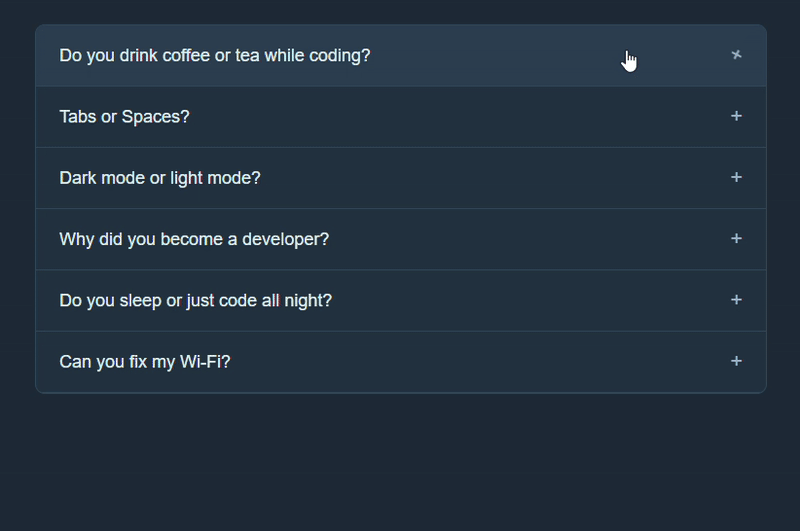 Do you drink coffee or tea while coding? +
Tabs or Spaces? +
Dark mode or light mode? +
Why did you become a developer? +
Do you sleep or just code all night? +
Can you fix my Wi-Fi? +